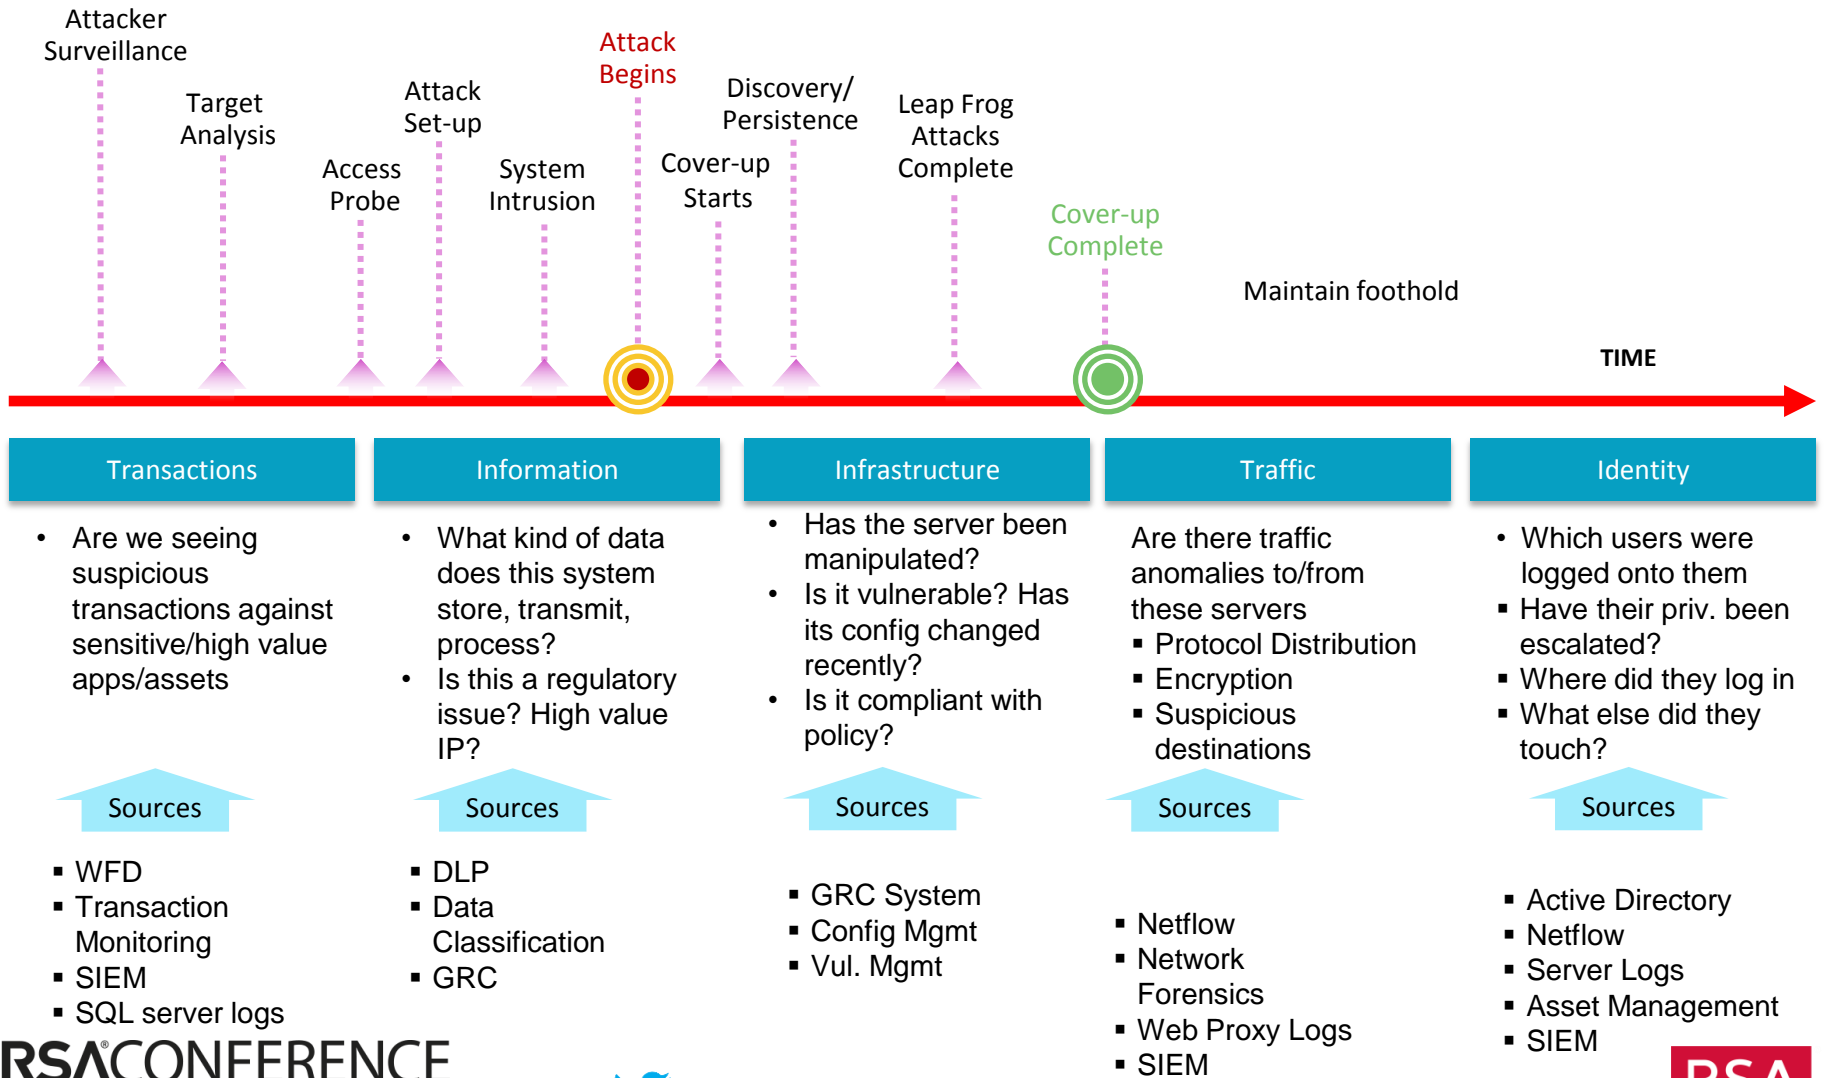 Attacker
Surveillance
Target
Analysis
Access
Probe
Attack
Set-up
System
Intrusion
Attack
Begins
Cover-up
Starts
Discovery/
Persistence
Leap Frog
Attacks
Complete
Cover-up
Complete
Maintain foothold
TIME
Transactions
• Are we seeing
suspicious
transactions against
sensitive/high value
apps/assets
Sources
▪ WFD
▪ Transaction
Monitoring
▪ SIEM
▪ SQL server logs
Information
• What kind of data
does this system
store, transmit,
process?
• Is this a regulatory
issue? High value
IP?
Sources
▪ DLP
▪ Data
Classification
▪ GRC
Infrastructure
• Has the server been
manipulated?
• Is it vulnerable? Has
its config changed
recently?
• Is it compliant with
policy?
Sources
▪ GRC System
▪ Config Mgmt
▪ Vul. Mgmt
Traffic
Are there traffic
anomalies to/from
these servers
▪ Protocol Distribution
▪ Encryption
▪ Suspicious
destinations
Sources
▪ Netflow
▪ Network
Forensics
▪ Web Proxy Logs
▪ SIEM
Identity
• Which users were
logged onto them
▪ Have their priv. been
escalated?
▪ Where did they log in
▪ What else did they
touch?
Sources
▪ Active Directory
▪ Netflow
▪ Server Logs
▪ Asset Management
▪ SIEM
RSA®CONFERENCE
RSA